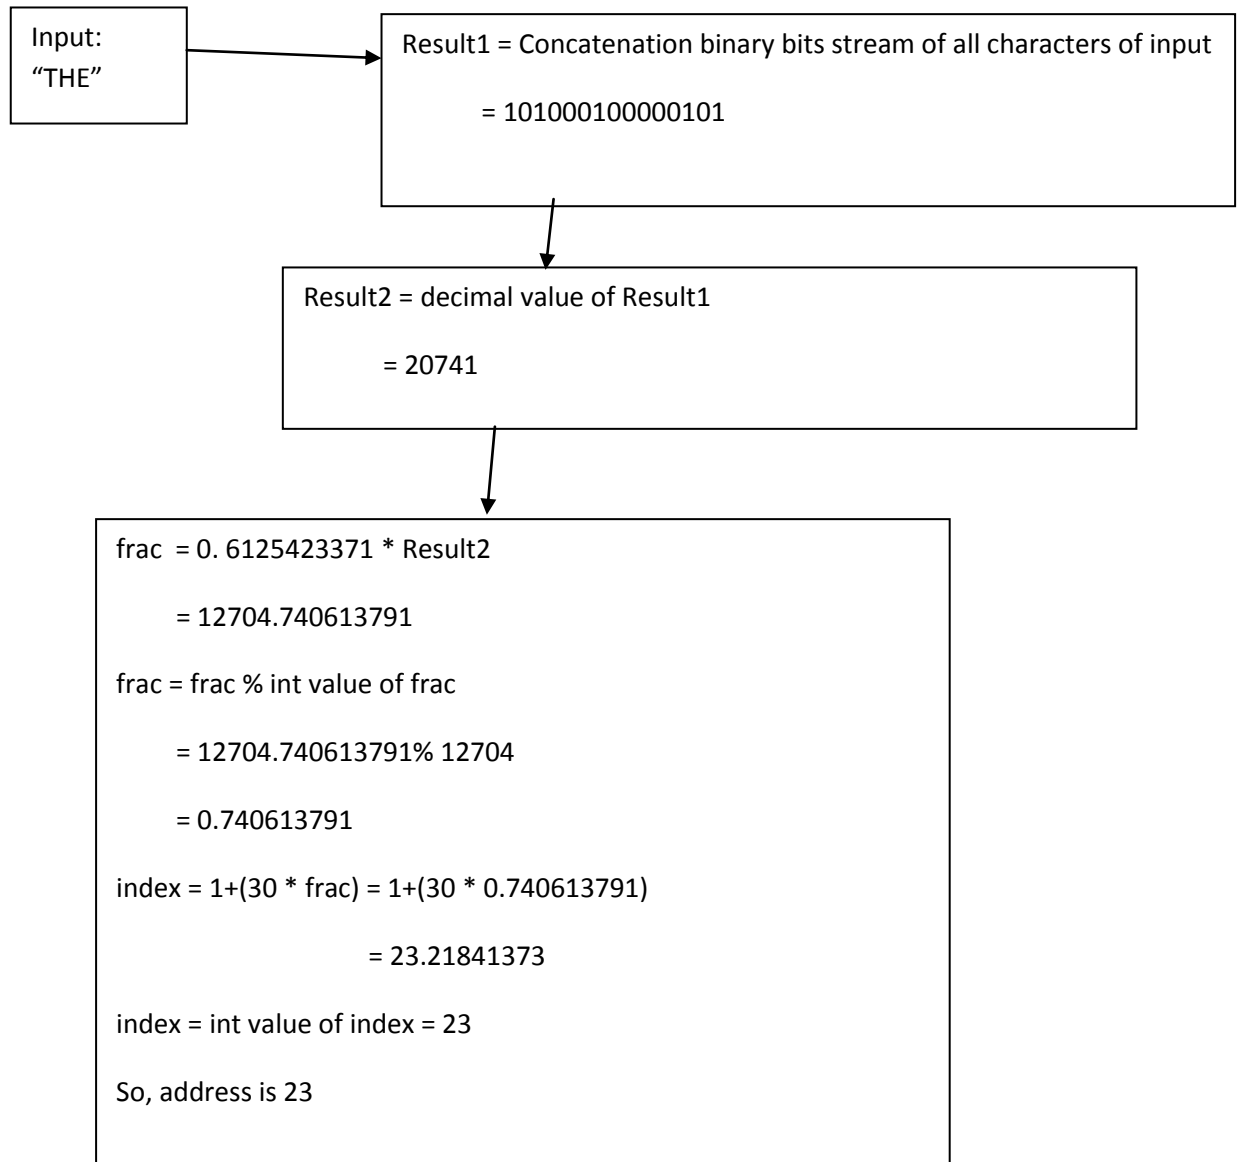 Input:
“THE”
Result1 = Concatenation binary bits stream of all characters of input
= 101000100000101
Result2 = decimal value of Result1
= 20741
frac = 0. 6125423371 * Result2
= 12704.740613791
frac = frac % int value of frac
= 12704.740613791% 12704
= 0.740613791
index = 1+(30 * frac) = 1+(30 * 0.740613791)
= 23.21841373
index = int value of index = 23
So, address is 23